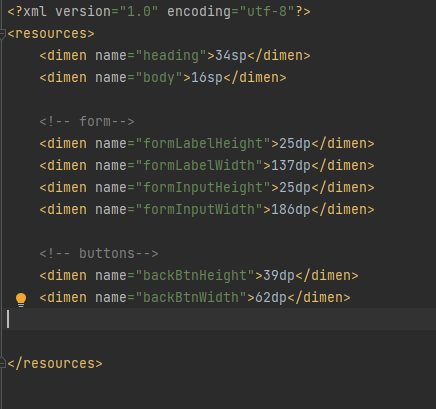 <?xml version="1.0" encoding="utf-8"?>
<resources>
    <dimen name="heading">34sp</dimen>
    <dimen name="body">16sp</dimen>

    <!-- form-->
    <dimen name="formLabelHeight">25dp</dimen>
    <dimen name="formLabelWidth">137dp</dimen>
    <dimen name="formInputHeight">25dp</dimen>
    <dimen name="formInputWidth">186dp</dimen>

    <!-- buttons-->
    <dimen name="backBtnHeight">39dp</dimen>
    <dimen name="backBtnWidth">62dp</dimen>


</resources>